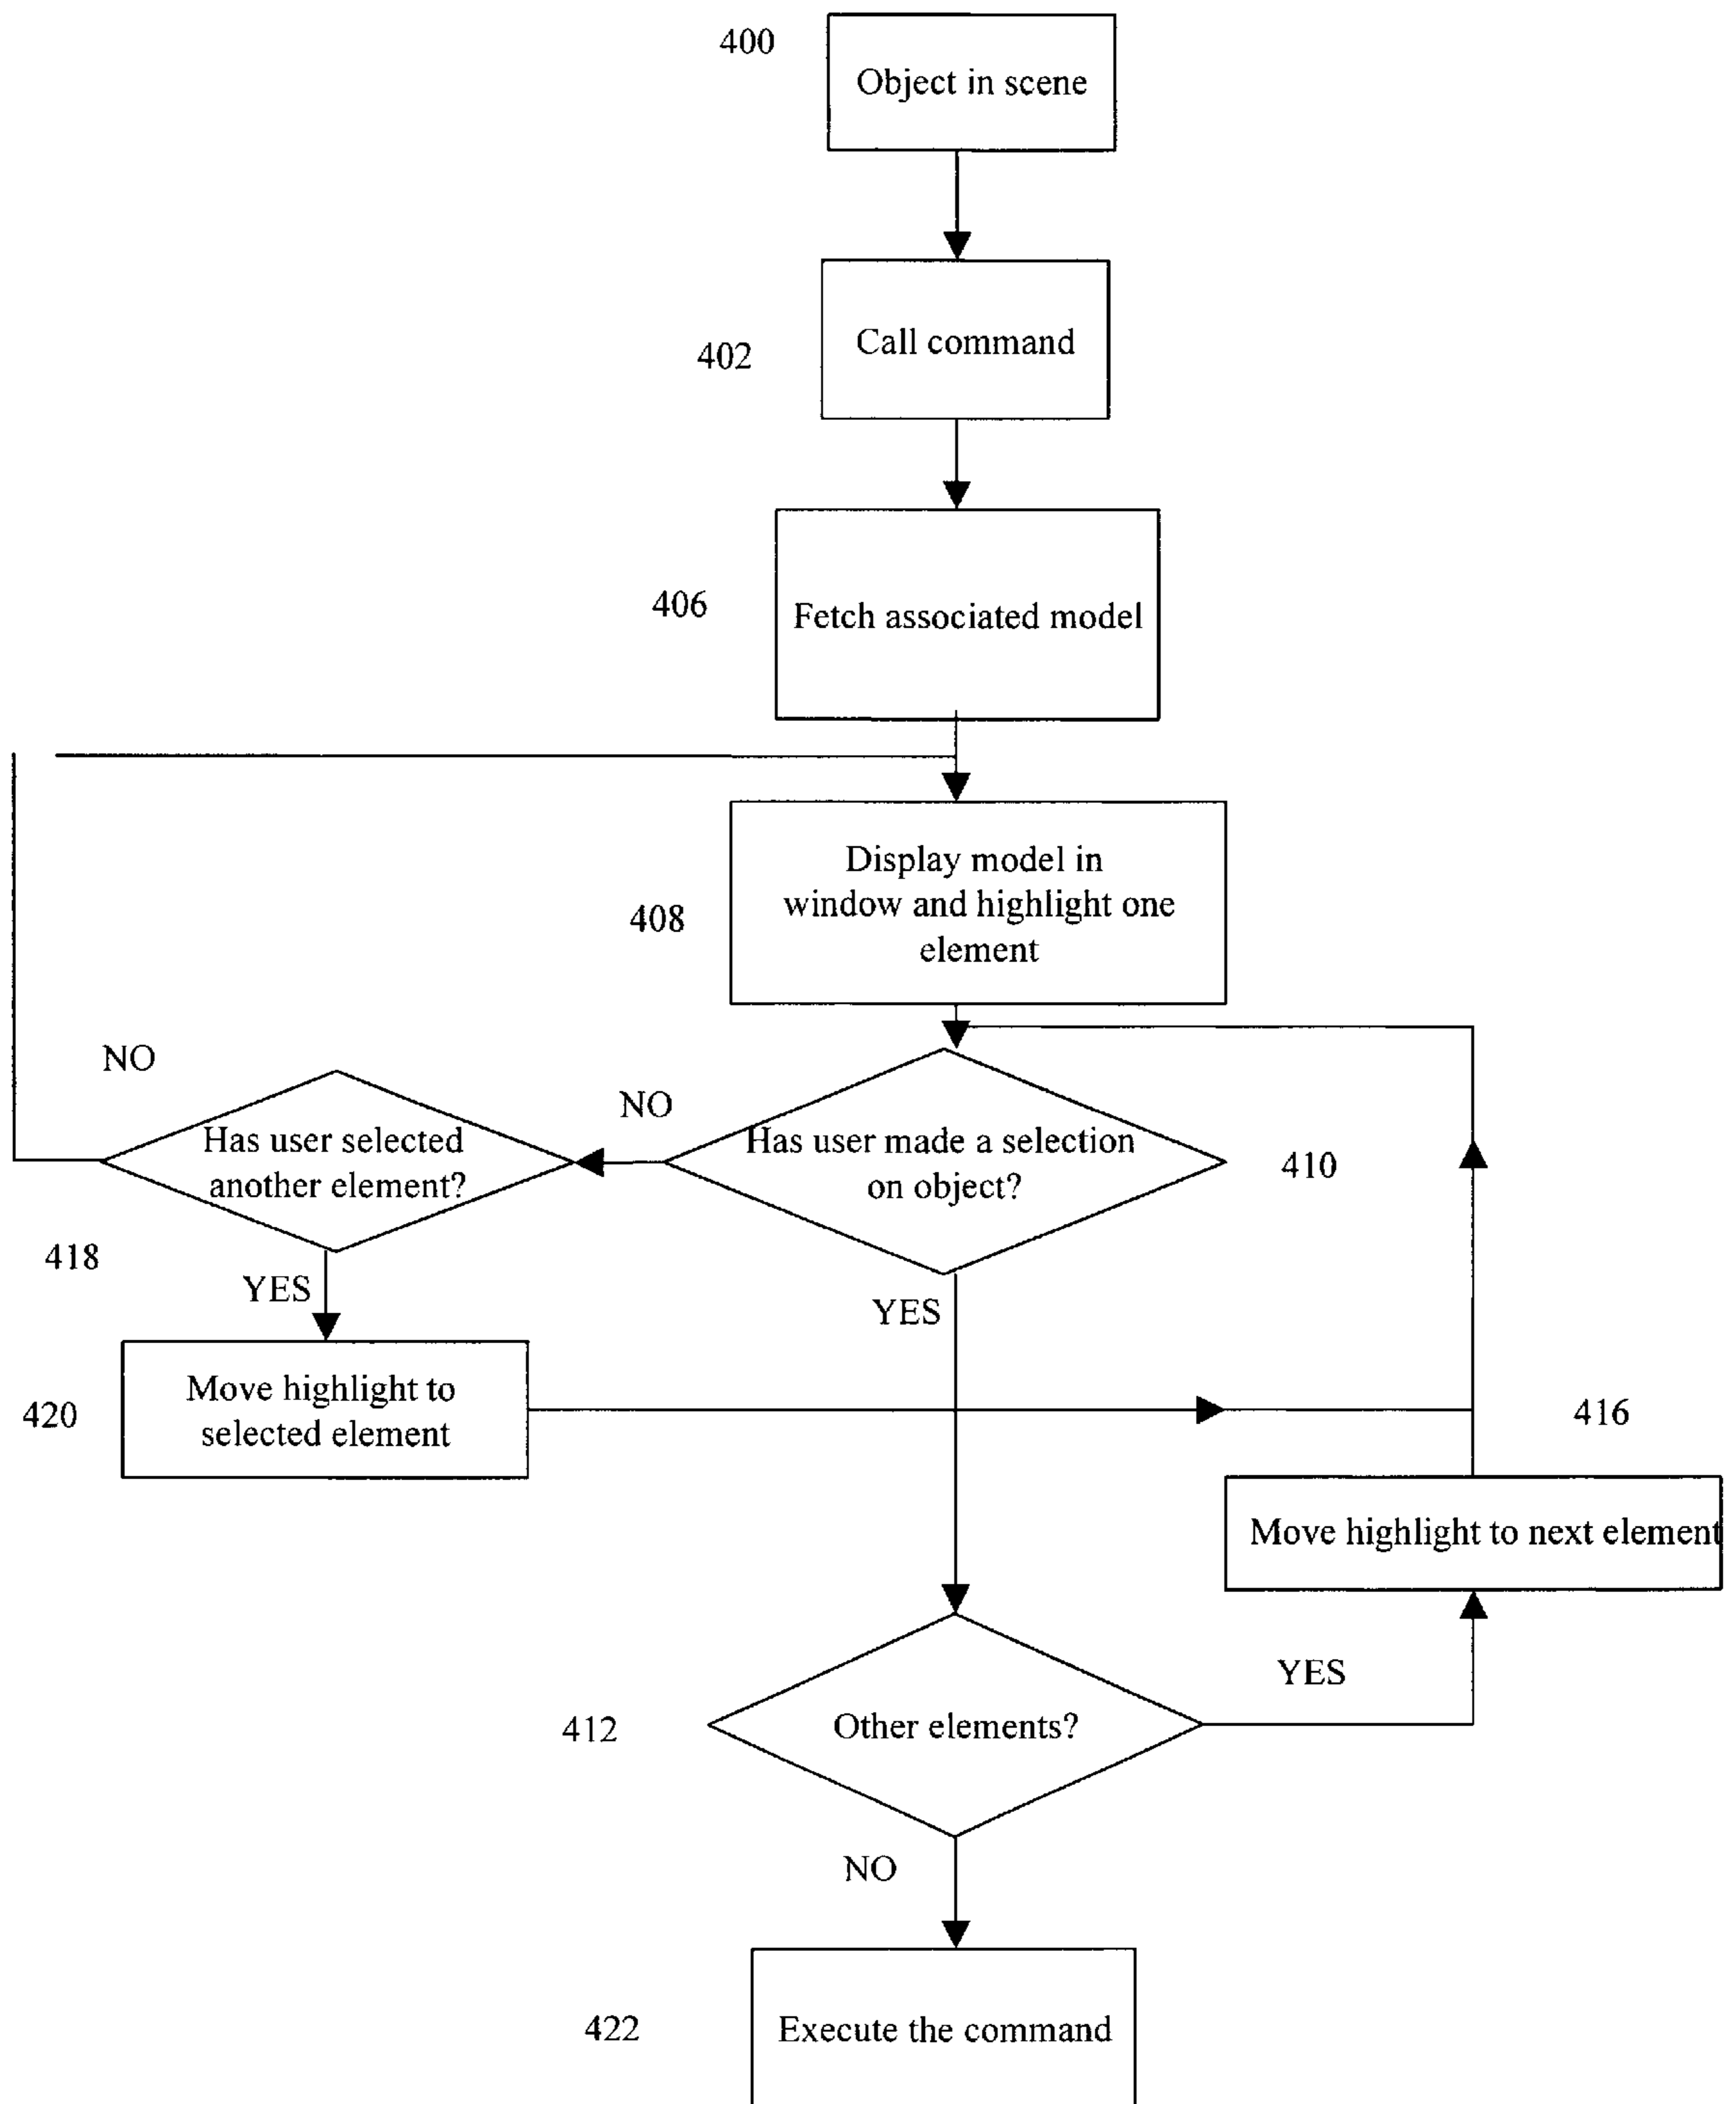 400
Object in scene
402
Call command
406
Fetch associated model
408
Display model in
window and highlight one
element
NO
NO
Has user selected
another element?
Has user made a selection
on object?
410
418
YES
YES
420
Move highlight to
selected element
416
Move highlight to next element
YES
412
Other elements?
NO
422
Execute the command